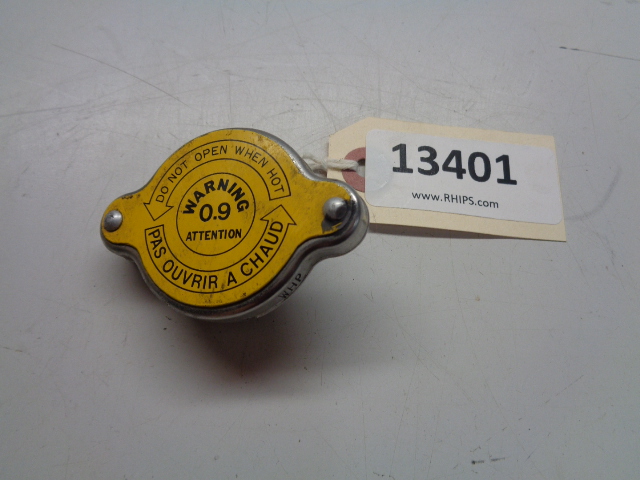 DO NOT OPEN WHEN HOT
WARNING
0.9
ATTENTION
PAS OUVRIR A CHAUD
13401
www.RHIPS.com